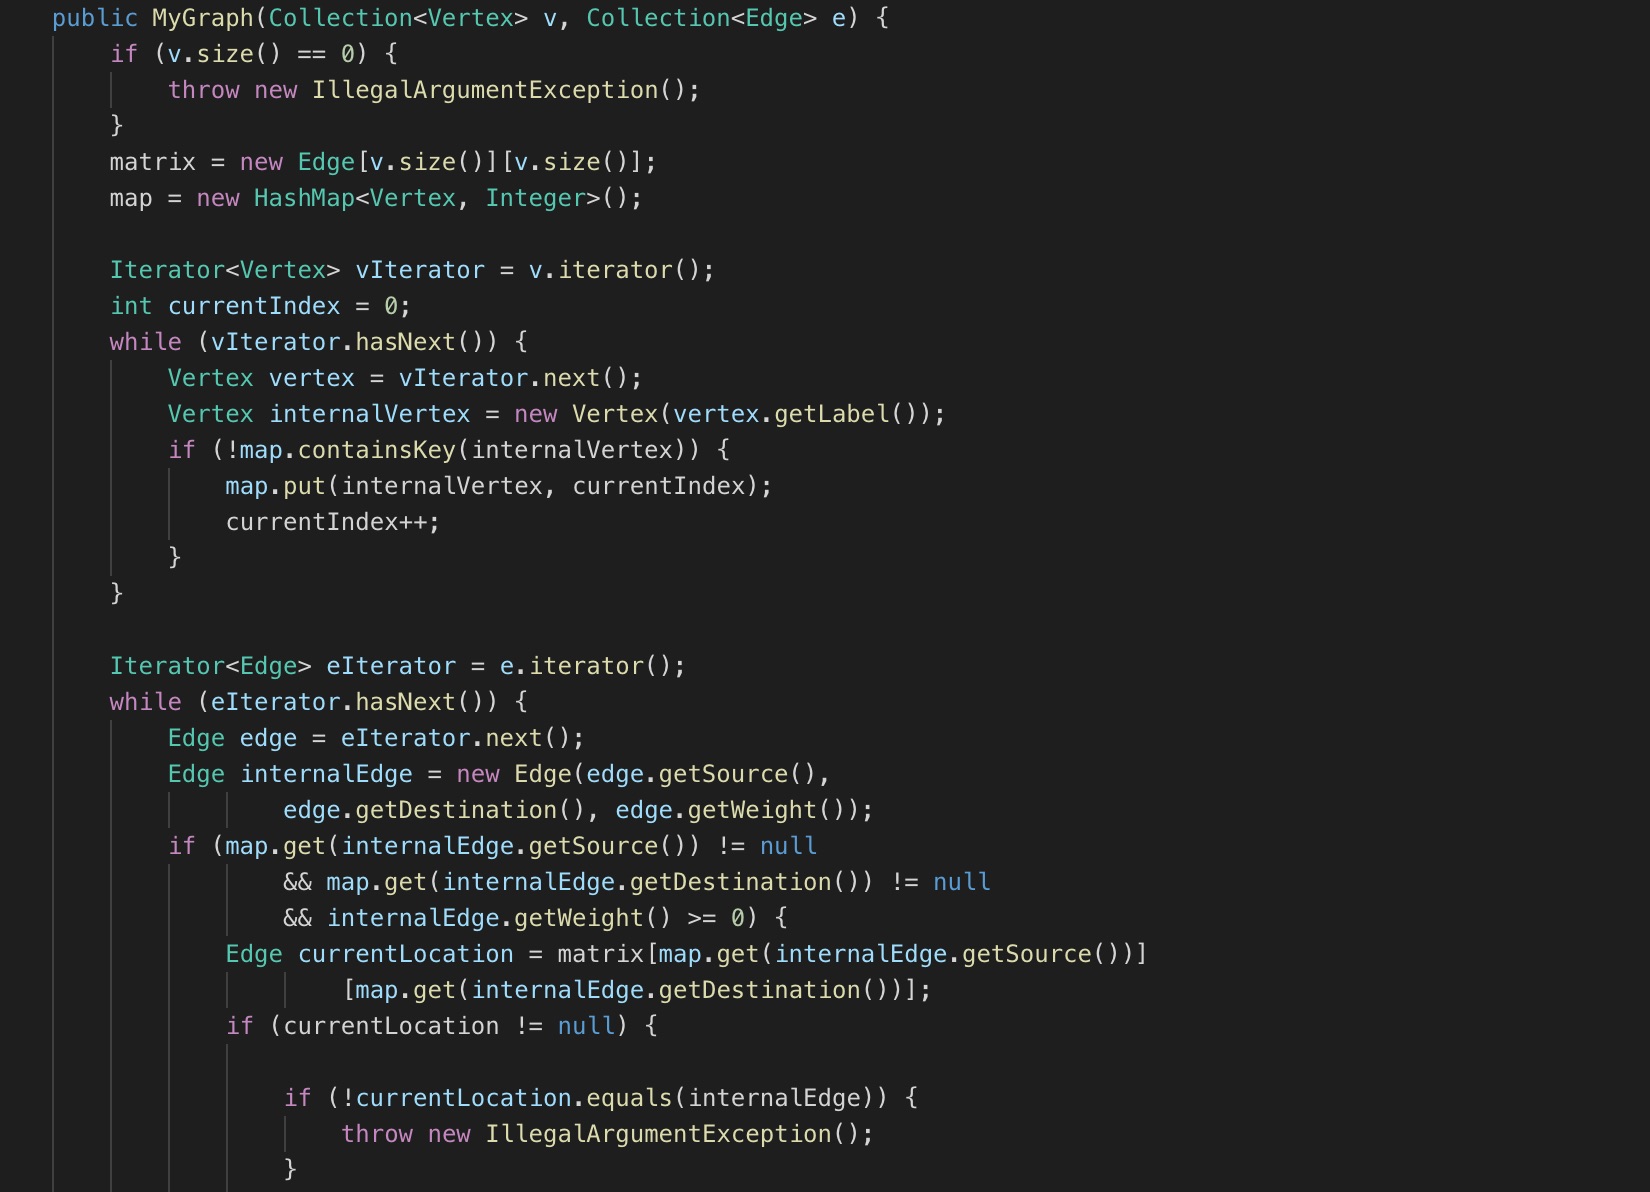 public MyGraph(Collection<Vertex> v, Collection<Edge> e) {
if (v.size() == 0) {
throw new IllegalArgumentException();
}
matrix = new Edge[v.size()][v.size()];
map = new HashMap<Vertex, Integer>();
Iterator<Vertex> vIterator = v.iterator();
int currentIndex = 0;
while (vIterator.hasNext()) {
Vertex vertex = vIterator.next();
Vertex internalVertex = new Vertex(vertex.getLabel());
if (!map.containsKey(internalVertex)) {
map.put(internalVertex, currentIndex);
currentIndex++;
}
}
Iterator<Edge> eIterator = e.iterator();
while (eIterator.hasNext()) {
Edge edge = eIterator.next();
Edge internalEdge = new Edge(edge.getSource(),
edge.getDestination(), edge.getWeight());
if (map.get(internalEdge.getSource()) != null
&& map.get(internalEdge.getDestination()) != null
&& internalEdge.getWeight() >= 0) {
Edge currentLocation = matrix[map.get(internalEdge.getSource())]
[map.get(internalEdge.getDestination())];
if (currentLocation != null) {
if (!currentLocation.equals(internalEdge)) {
throw new IllegalArgumentException();
}